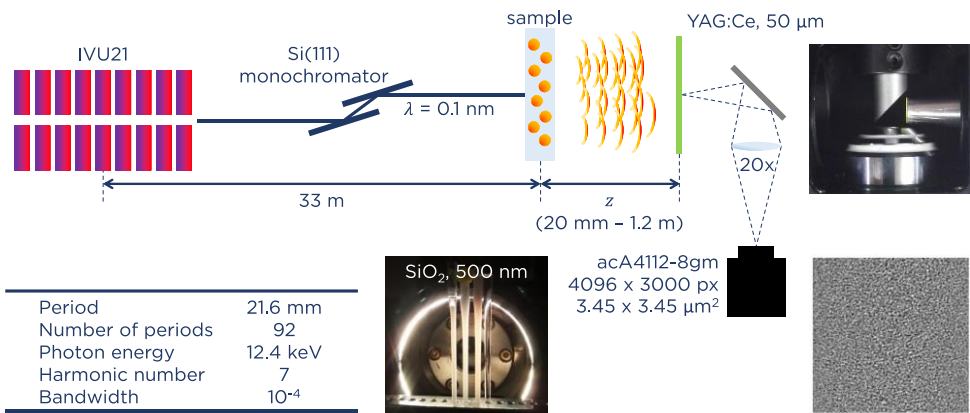 IVU21
Si(111)
monochromator
λ = 0.1 nm
sample
YAG:Ce, 50 µm
20x
33 m
z
(20 mm – 1.2 m)
acA4112-8gm
4096 x 3000 px
3.45 x 3.45 µm²
SiO₂, 500 nm
Period 21.6 mm
Number of periods 92
Photon energy 12.4 keV
Harmonic number 7
Bandwidth 10⁻⁴